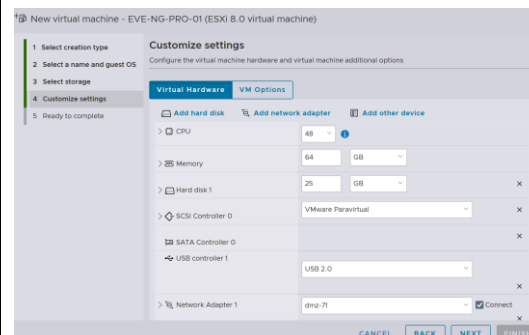 New virtual machine - EVE-NG-PRO-01 (ESXi 8.0 virtual machine)
1 Select creation type
2 Select a name and guest OS
3 Select storage
4 Customize settings
5 Ready to complete
Customize settings
Configure the virtual machine hardware and virtual machine additional options
Virtual Hardware VM Options
Add hard disk Add network adapter Add other device
CPU 48
Memory 64 GB
Hard disk 1 25 GB
SCSI Controller 0 VMware Paravirtual
SATA Controller 0
USB controller 1
USB 2.0
Network Adapter 1 dmz-71 Connect
CANCEL BACK NEXT FINISH